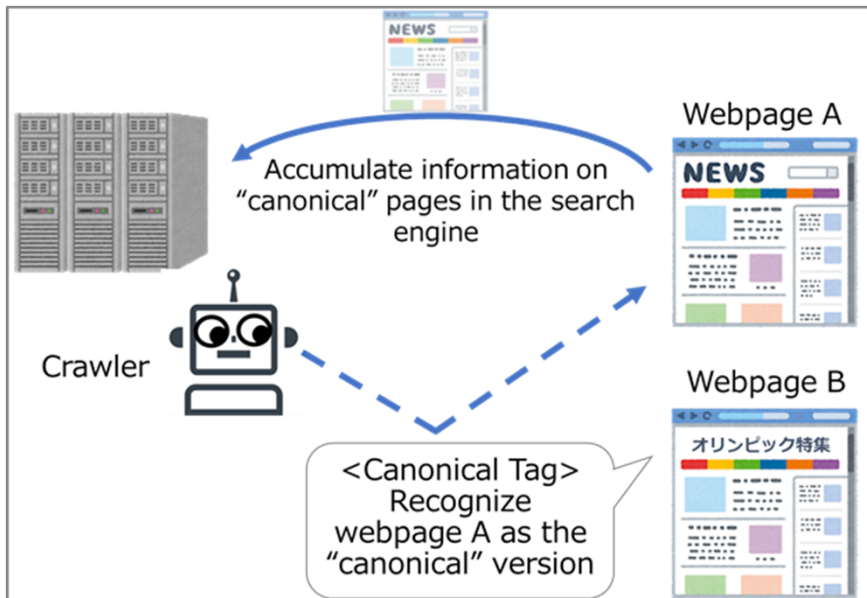 NEWS
Webpage A
Accumulate information on
“canonical” pages in the search
engine
NEWS
Crawler
Webpage B
オリンピック特集
<Canonical Tag>
Recognize
webpage A as the
“canonical” version